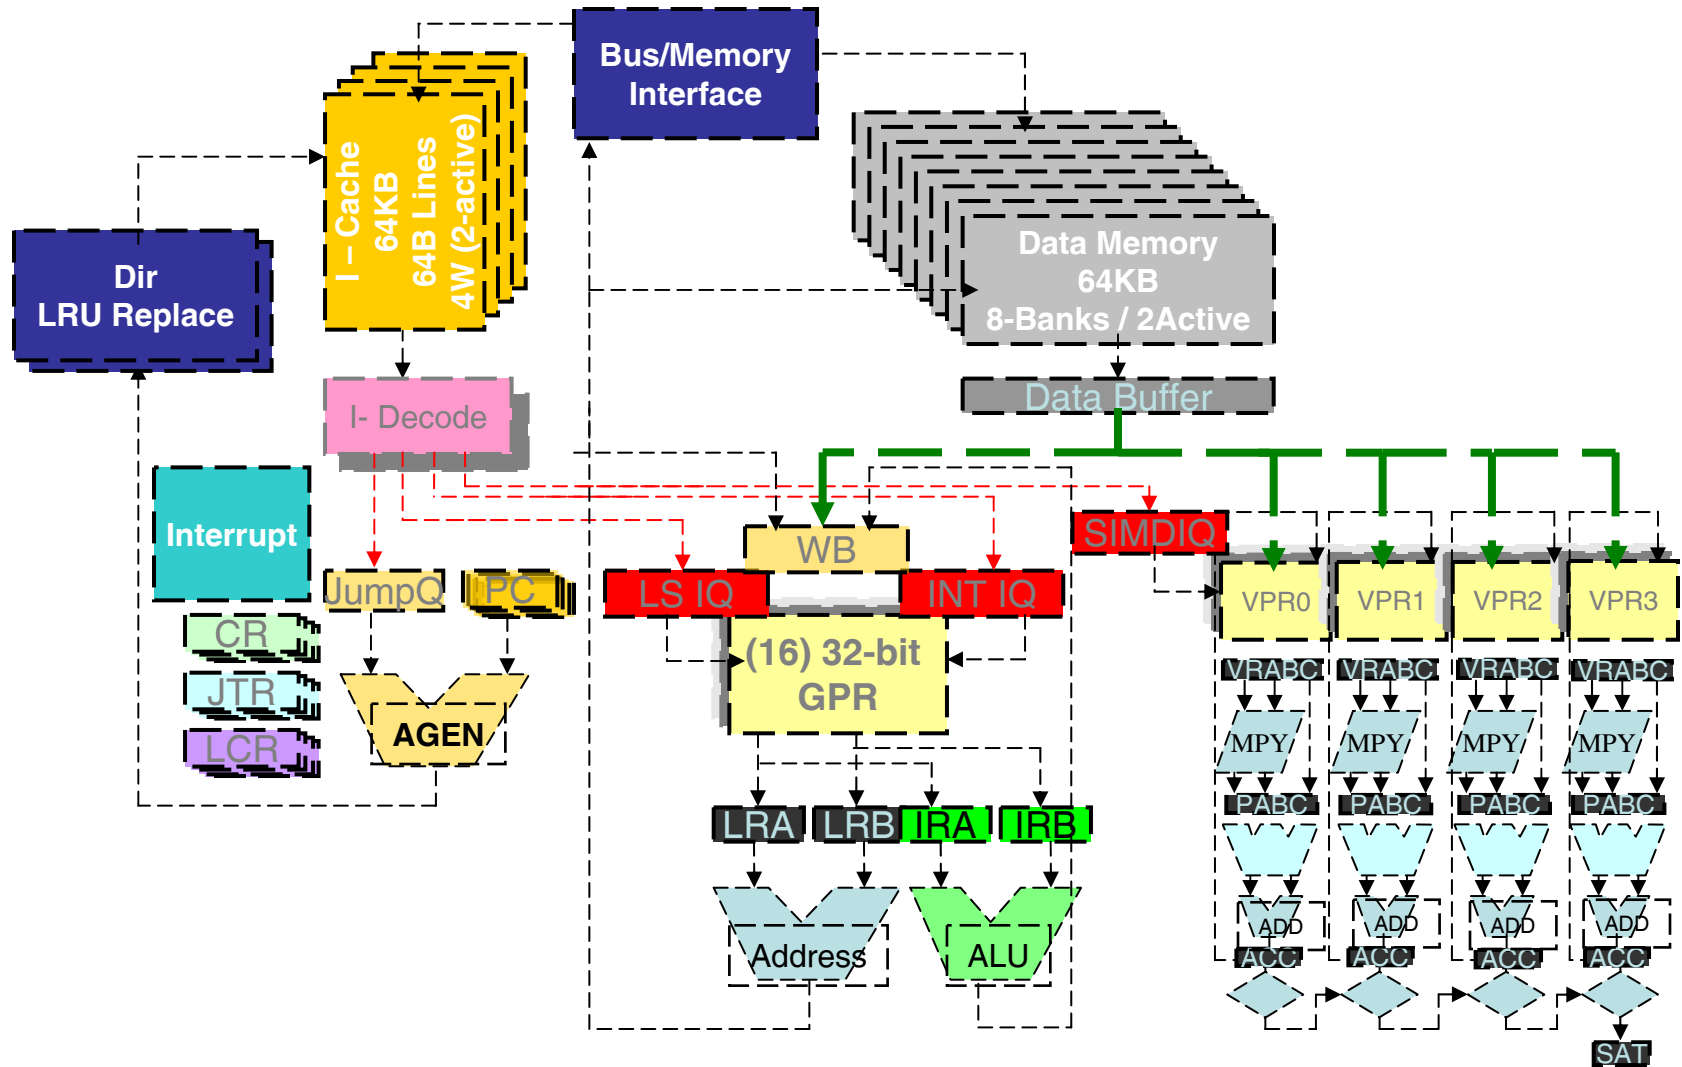 Bus/Memory
Interface
I – Cache
64KB
64B Lines
4W (2-active)
Dir
LRU Replace
Data Memory
64KB
8-Banks / 2Active
Data Buffer
I- Decode
Interrupt
JumpQ
PC
CR
JTR
LCR
AGEN
WB
LS IQ
INT IQ
SIMDIQ
(16) 32-bit
GPR
LRA
LRB
IRA
IRB
Address
ALU
VPR0
VPR1
VPR2
VPR3
VRABC
VRABC
VRABC
VRABC
MPY
MPY
MPY
MPY
PABC
PABC
PABC
PABC
ADD
ADD
ADD
ADD
ACC
ACC
ACC
ACC
SAT